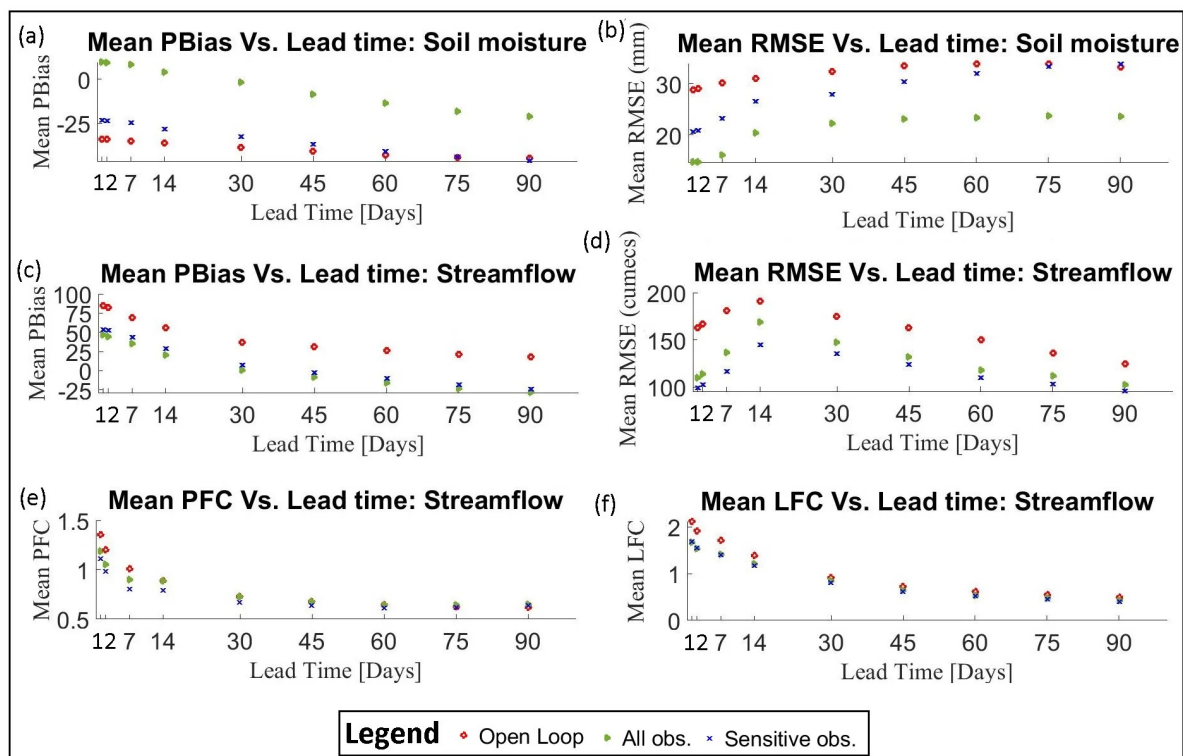 (a)
Mean PBias Vs. Lead time: Soil moisture
Mean PBias
0
-25
12 7 14 30 45 60 75 90
Lead Time [Days]
(b)
Mean RMSE Vs. Lead time: Soil moisture
Mean RMSE (mm)
30
20
12 7 14 30 45 60 75 90
Lead Time [Days]
(c)
Mean PBias Vs. Lead time: Streamflow
Mean PBias
100
75
50
25
0
-25
12 7 14 30 45 60 75 90
Lead Time [Days]
(d)
Mean RMSE Vs. Lead time: Streamflow
Mean RMSE (cumecs)
200
150
100
12 7 14 30 45 60 75 90
Lead Time [Days]
(e)
Mean PFC Vs. Lead time: Streamflow
Mean PFC
1.5
1
0.5
12 7 14 30 45 60 75 90
Lead Time [Days]
(f)
Mean LFC Vs. Lead time: Streamflow
Mean LFC
2
1
0
12 7 14 30 45 60 75 90
Lead Time [Days]
Legend Open Loop All obs. Sensitive obs.